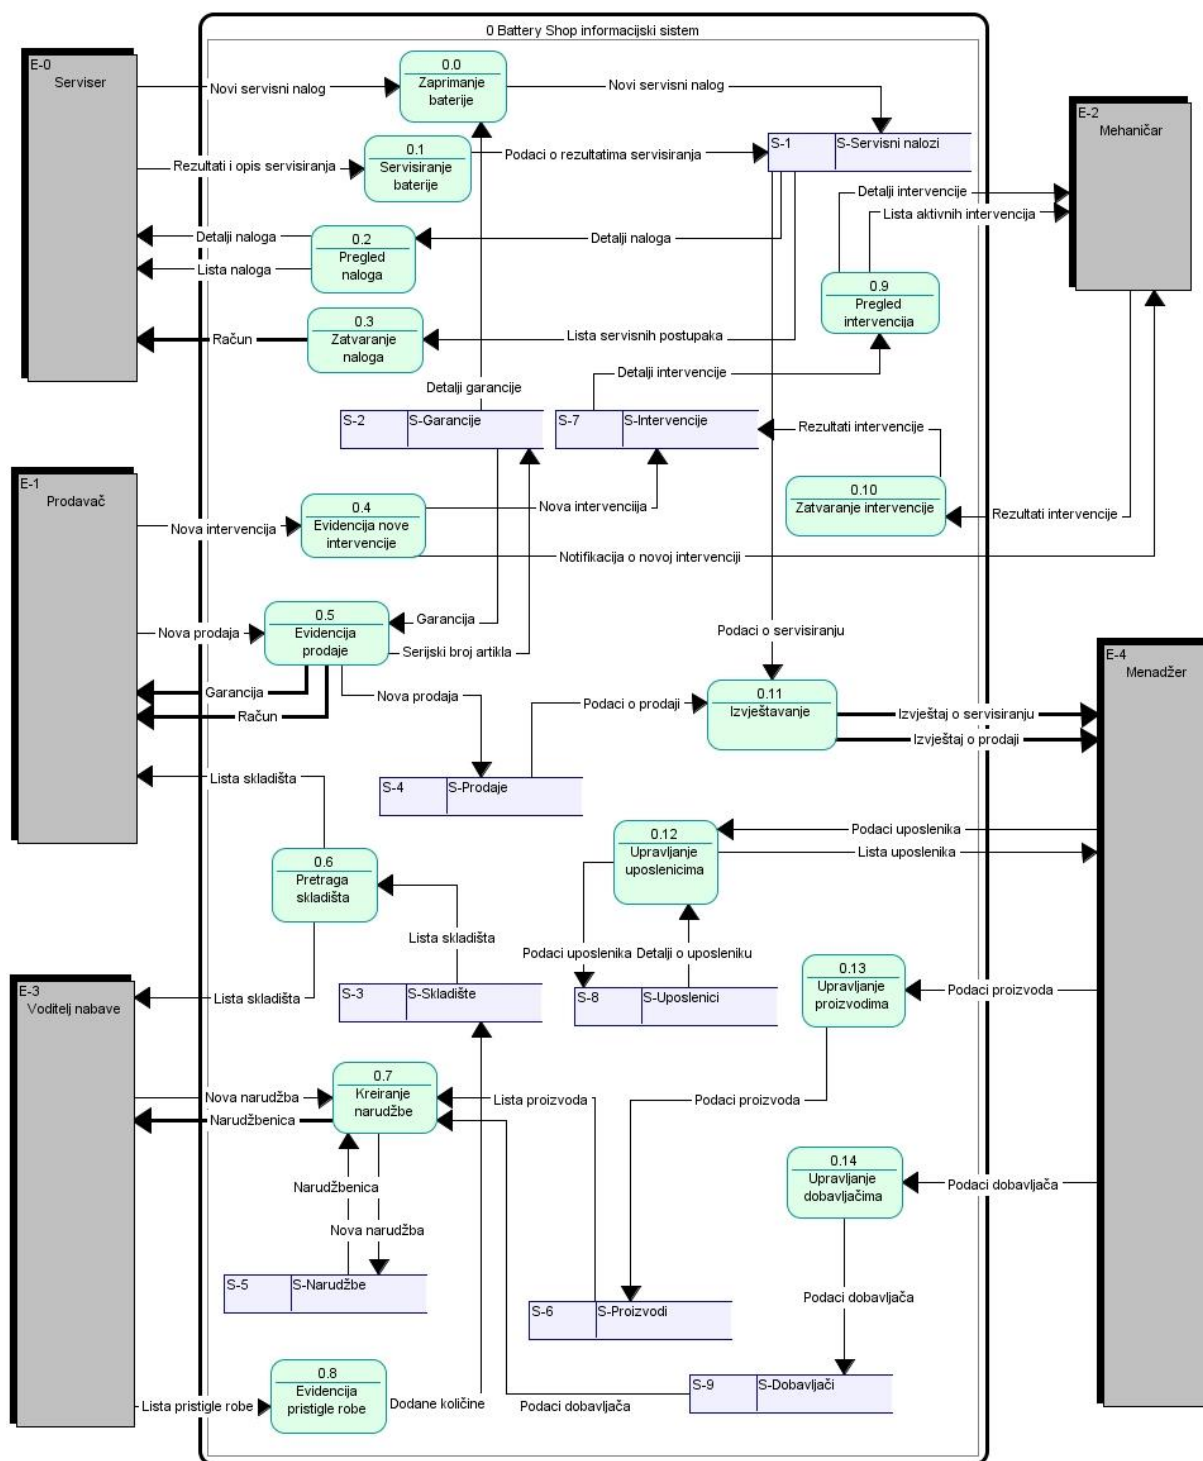 0 Battery Shop informacijski sistem
E-0
Serviser
Novi servisni nalog
0.0
Zaprimanje
baterije
Novi servisni nalog
E-2
Mehaničar
Rezultati i opis servisiranja
0.1
Servisiranje
baterije
Podaci o rezultatima servisiranja
S-1
S-Servisni nalozi
Detalji intervencije
Lista aktivnih intervencija
Detalji naloga
Lista naloga
0.2
Pregled
naloga
Detalji naloga
0.9
Pregled
intervencija
Račun
0.3
Zatvaranje
naloga
Lista servisnih postupaka
Detalji intervencije
Detalji garancije
S-2
S-Garancije
S-7
S-Intervencije
Rezultati intervencije
E-1
Prodavač
Nova intervencija
0.4
Evidencija nove
intervencije
Nova intervenciija
0.10
Zatvaranje intervencije
Rezultati intervencije
Notifikacija o novoj intervenciji
Nova prodaja
0.5
Evidencija
prodaje
Garancija
Serijski broj artikla
Podaci o servisiranju
E-4
Menadžer
Garancija
Račun
Nova prodaja
Podaci o prodaji
0.11
Izvještavanje
Izvještaj o servisiranju
Izvještaj o prodaji
Lista skladišta
S-4
S-Prodaje
0.12
Upravljanje
uposlenicima
Podaci uposlenika
Lista uposlenika
0.6
Pretraga
skladišta
Lista skladišta
Podaci uposlenika
Detalji o uposleniku
E-3
Voditelj nabave
Lista skladišta
S-3
S-Skladište
S-8
S-Uposlenici
0.13
Upravljanje
proizvodima
Podaci proizvoda
Nova narudžba
Narudžbenica
0.7
Kreiranje
narudžbe
Lista proizvoda
Podaci proizvoda
Narudžbenica
Nova narudžba
0.14
Upravljanje
dobavljačima
Podaci dobavljača
S-5
S-Narudžbe
S-6
S-Proizvodi
Podaci dobavljača
Lista pristigle robe
0.8
Evidencija
pristigle robe
Dodane količine
Podaci dobavljača
S-9
S-Dobavljači